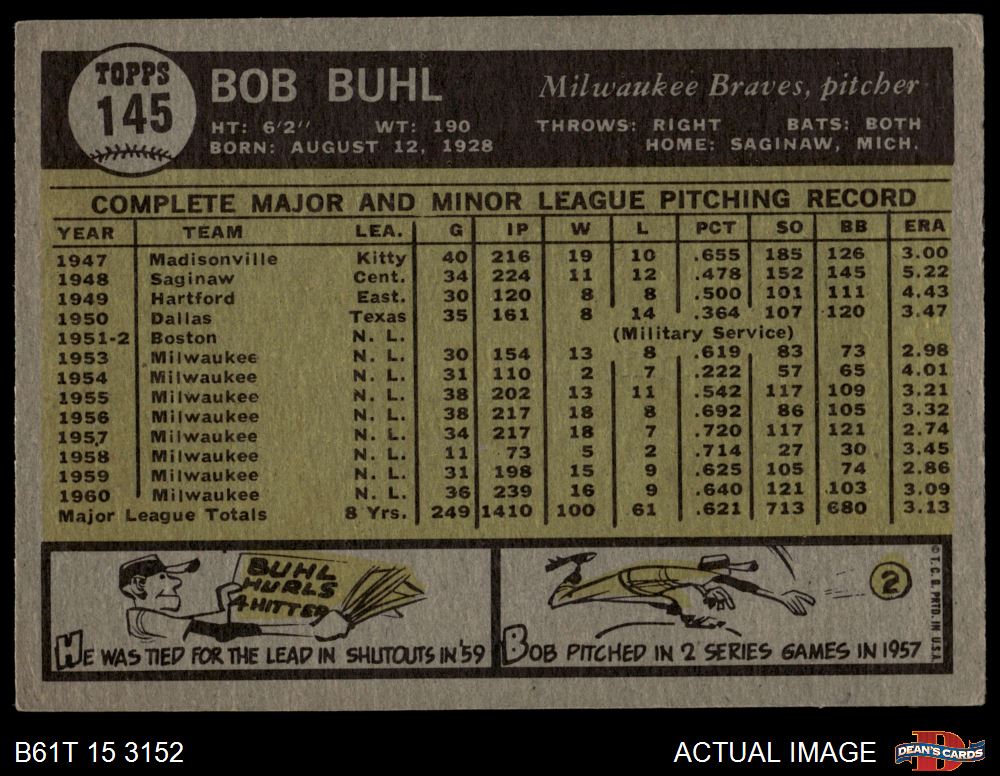 TOPPS
145
BOB BUHL
Milwaukee Braves, pitcher
HT: 6'2" WT: 190 THROWS: RIGHT BATS: BOTH
BORN: AUGUST 12, 1928 HOME: SAGINAW, MICH.
COMPLETE MAJOR AND MINOR LEAGUE PITCHING RECORD
YEAR TEAM LEA. G IP W L PCT SO BB ERA
1947 Madisonville Kitty 40 216 19 10 .655 185 126 3.00
1948 Saginaw Cent. 34 224 11 12 .478 152 145 5.22
1949 Hartford East. 30 120 8 8 .500 101 111 4.43
1950 Dallas Texas 35 161 8 14 .364 107 120 3.47
1951-2 Boston N. L. (Military Service)
1953 Milwaukee N. L. 30 154 13 8 .619 83 73 2.98
1954 Milwaukee N. L. 31 110 2 7 .222 57 65 4.01
1955 Milwaukee N. L. 38 202 13 11 .542 117 109 3.21
1956 Milwaukee N. L. 38 217 18 8 .692 86 105 3.32
1957 Milwaukee N. L. 34 217 18 7 .720 117 121 2.74
1958 Milwaukee N. L. 11 73 5 2 .714 27 30 3.45
1959 Milwaukee N. L. 31 198 15 9 .625 105 74 2.86
1960 Milwaukee N. L. 36 239 16 9 .640 121 103 3.09
Major League Totals 8 Yrs. 249 1410 100 61 .621 713 680 3.13
BUHL
HURLS
4 HITTER
HE WAS TIED FOR THE LEAD IN SHUTOUTS IN '59
2
BOB PITCHED IN 2 SERIES GAMES IN 1957
© T. C. G. PRTD. IN U.S.A.
B61T 15 3152
ACTUAL IMAGE
D
DEAN'S CARDS